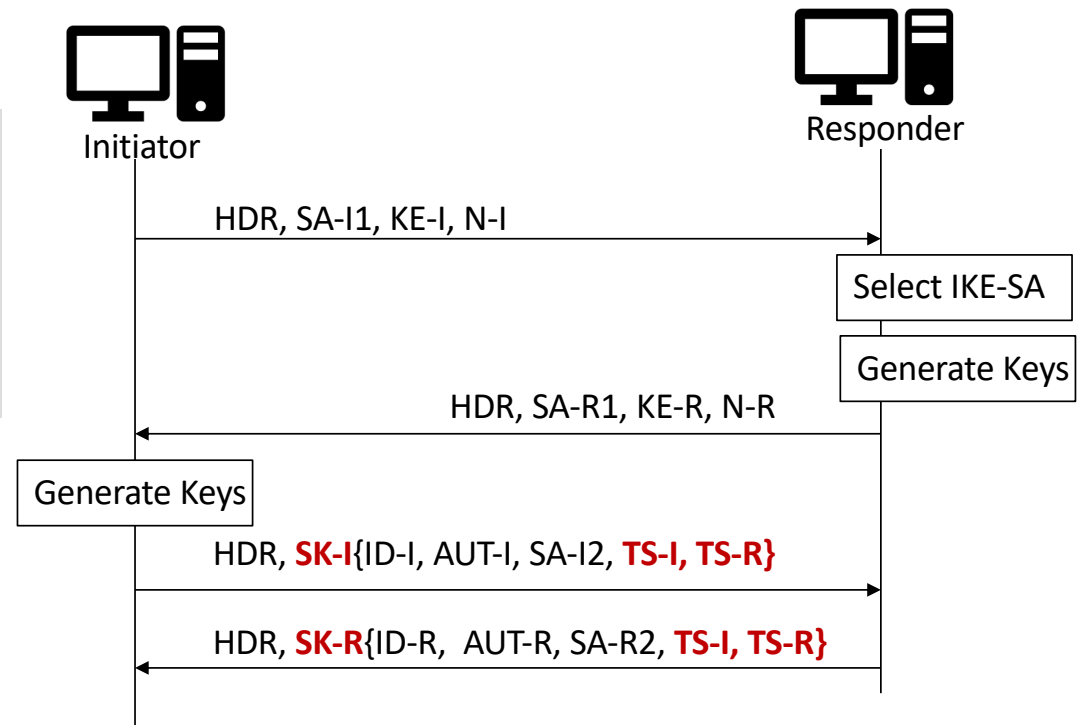 Initiator
Responder
HDR, SA-I1, KE-I, N-I
Select IKE-SA
Generate Keys
HDR, SA-R1, KE-R, N-R
Generate Keys
HDR, SK-I{ID-I, AUT-I, SA-I2, TS-I, TS-R}
HDR, SK-R{ID-R, AUT-R, SA-R2, TS-I, TS-R}